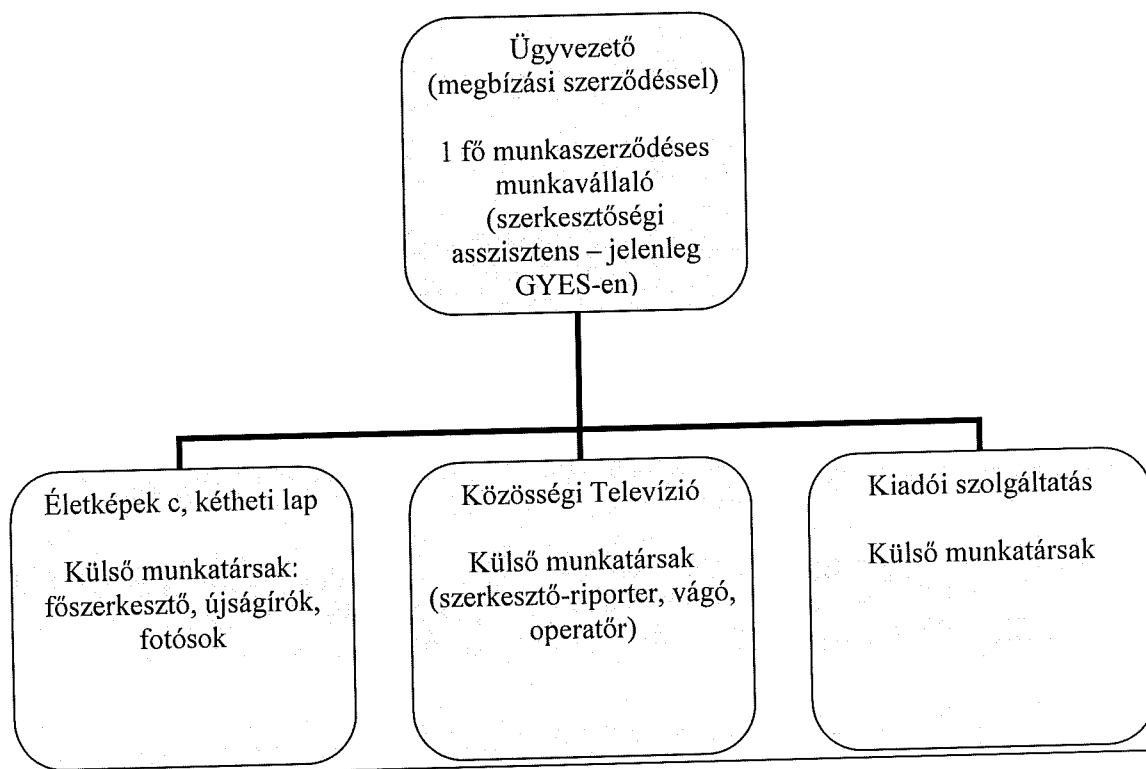 Ügyvezető
(megbízási szerződéssel)
1 fő munkaszerződéses
munkavállaló
(szerkesztőségi
asszisztens – jelenleg
GYES-en)
Életképek c, kétheti lap
Külső munkatársak:
főszerkesztő, újságírók,
fotósok
Közösségi Televízió
Külső munkatársak
(szerkesztő-riporter, vágó,
operatőr)
Kiadói szolgáltatás
Külső munkatársak